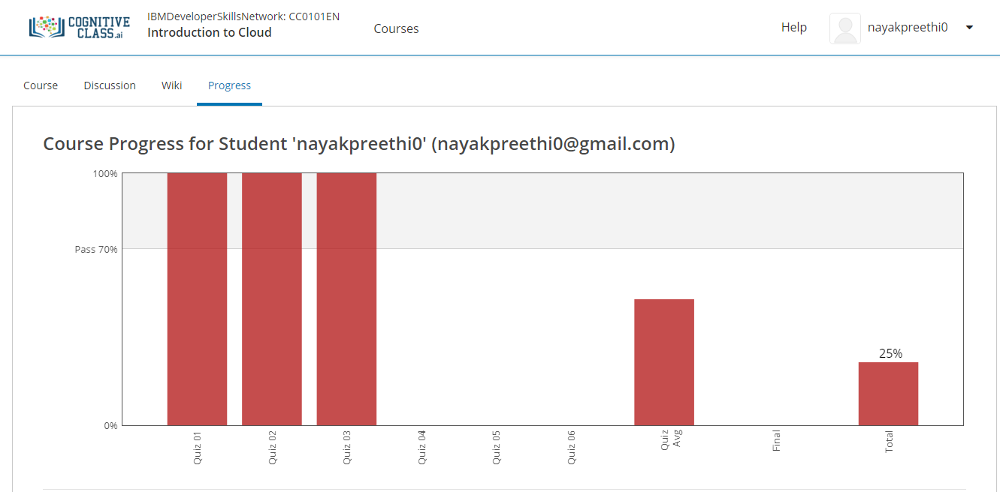 COGNITIVE
CLASS.ai
IBMDeveloperSkillsNetwork: CC0101EN
Introduction to Cloud
Courses
Help
nayakpreethi0
Course
Discussion
Wiki
Progress
Course Progress for Student 'nayakpreethi0' (nayakpreethi0@gmail.com)
100%
Pass 70%
0%
25%
Quiz 01
Quiz 02
Quiz 03
Quiz 04
Quiz 05
Quiz 06
Quiz
Avg
Final
Total